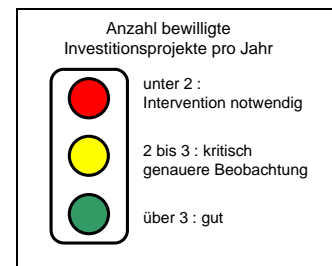 Anzahl bewilligte
Investitionsprojekte pro Jahr
unter 2 :
Intervention notwendig
2 bis 3 : kritisch
genauere Beobachtung
über 3 : gut